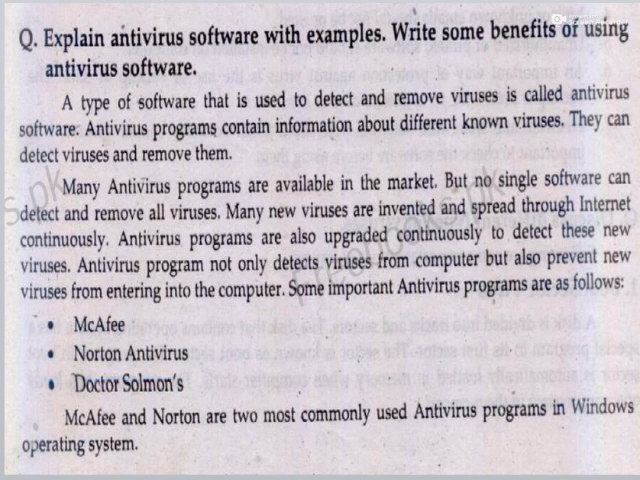 Q. Explain antivirus software with examples. Write some benefits of using
antivirus software.
A type of software that is used to detect and remove viruses is called antivirus
software. Antivirus programs contain information about different known viruses. They can
detect viruses and remove them.
Many Antivirus programs are available in the market. But no single software can
detect and remove all viruses. Many new viruses are invented and spread through Internet
continuously. Antivirus programs are also upgraded continuously to detect these new
viruses. Antivirus program not only detects viruses from computer but also prevent new
viruses from entering into the computer. Some important Antivirus programs are as follows:
• McAfee
• Norton Antivirus
• Doctor Solmon's
McAfee and Norton are two most commonly used Antivirus programs in Windows
operating system.